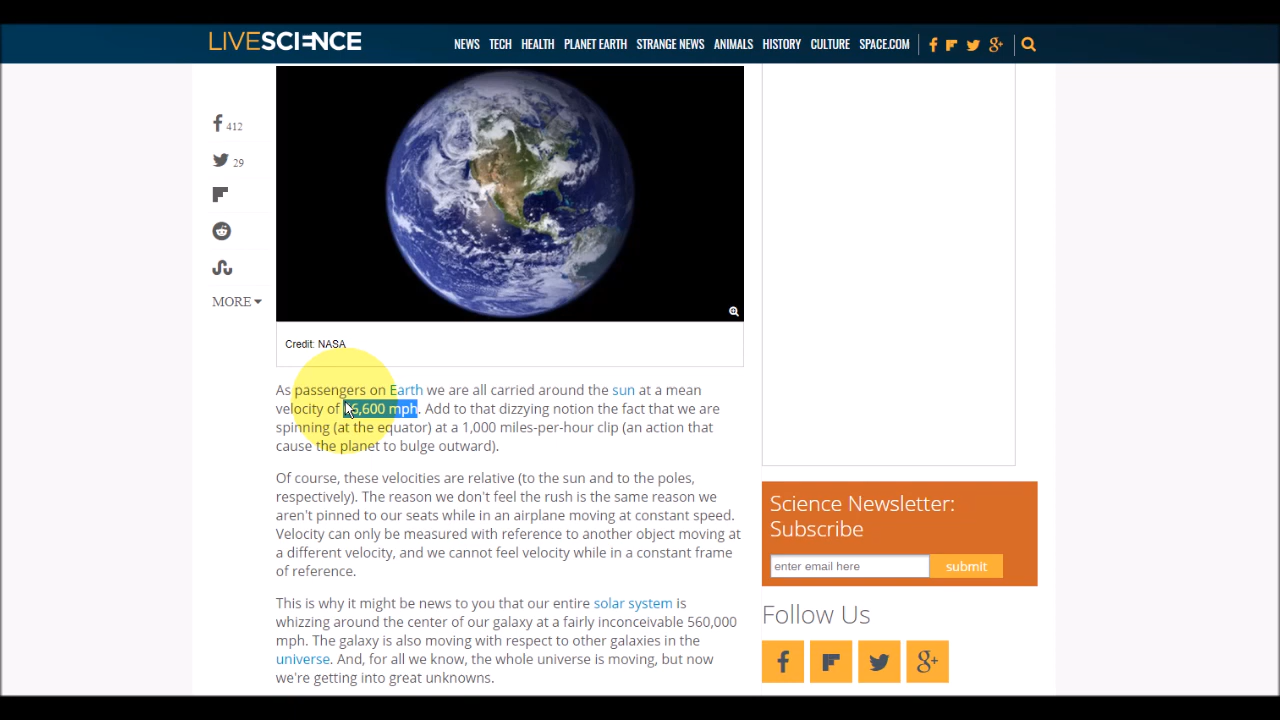 LIVESCIENCE
NEWS TECH HEALTH PLANET EARTH STRANGE NEWS ANIMALS HISTORY CULTURE SPACE.COM
412
29
MORE
Credit: NASA
As passengers on Earth we are all carried around the sun at a mean
velocity of 66,600 mph. Add to that dizzying notion the fact that we are
spinning (at the equator) at a 1,000 miles-per-hour clip (an action that
cause the planet to bulge outward).
Of course, these velocities are relative (to the sun and to the poles,
respectively). The reason we don't feel the rush is the same reason we
aren't pinned to our seats while in an airplane moving at constant speed.
Velocity can only be measured with reference to another object moving at
a different velocity, and we cannot feel velocity while in a constant frame
of reference.
This is why it might be news to you that our entire solar system is
whizzing around the center of our galaxy at a fairly inconceivable 560,000
mph. The galaxy is also moving with respect to other galaxies in the
universe. And, for all we know, the whole universe is moving, but now
we're getting into great unknowns.
Science Newsletter:
Subscribe
enter email here submit
Follow Us